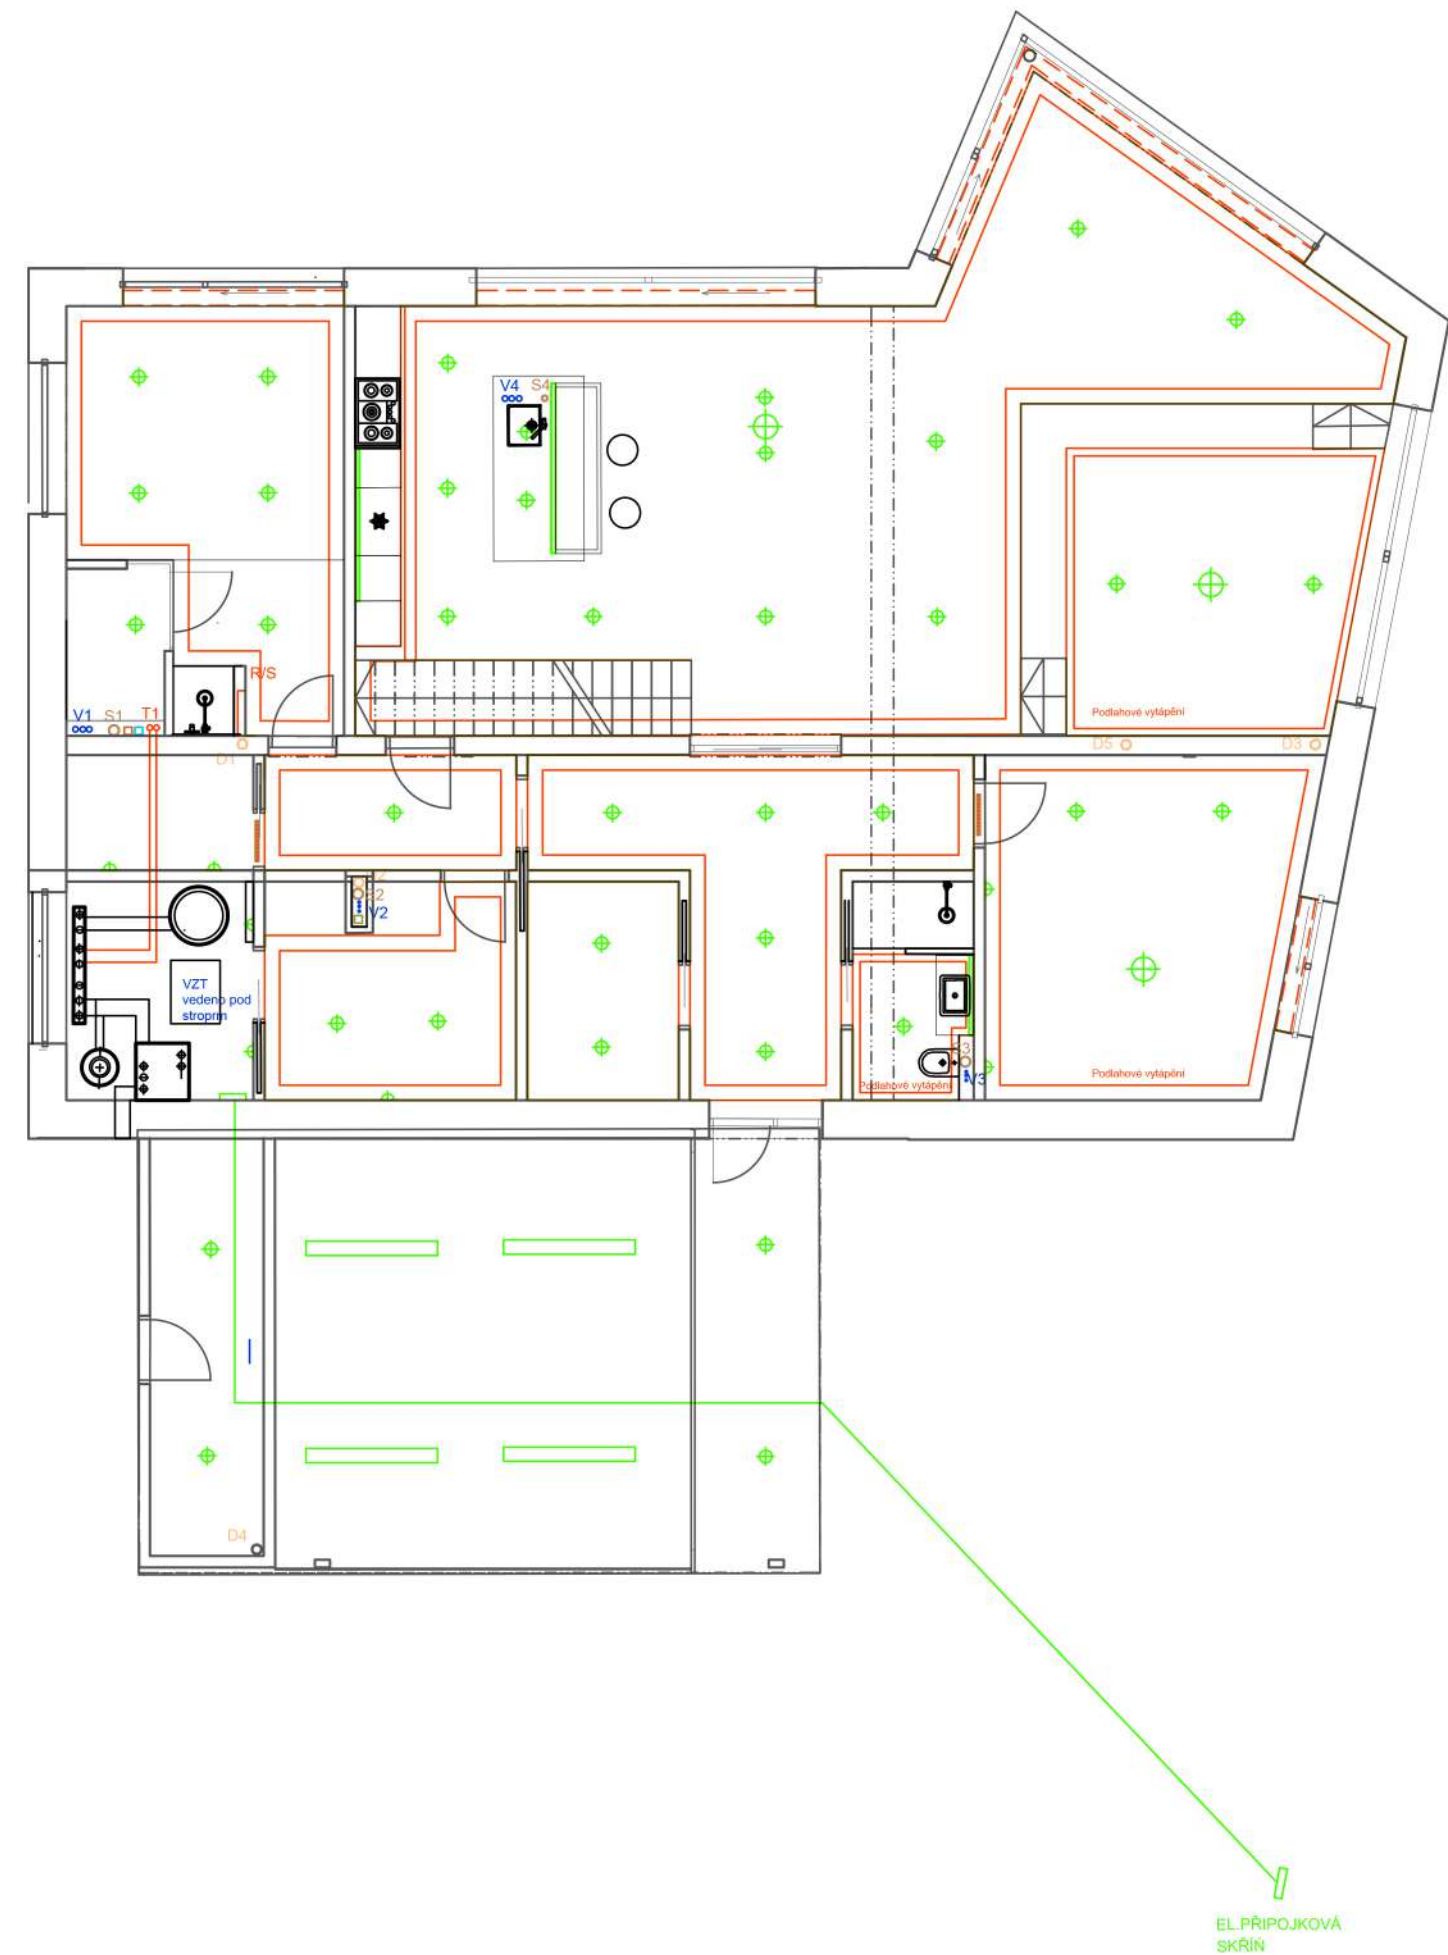 V4 S4
R/S
V1 S1 T1
Podlahové vytápění
D1
D5
D3
V2
VZT
vedeno pod
stropm
Podlahové vytápění
Podlahové vytápění
V3
D4
EL.PŘIPOJKOVÁ
SKŘÍŇ